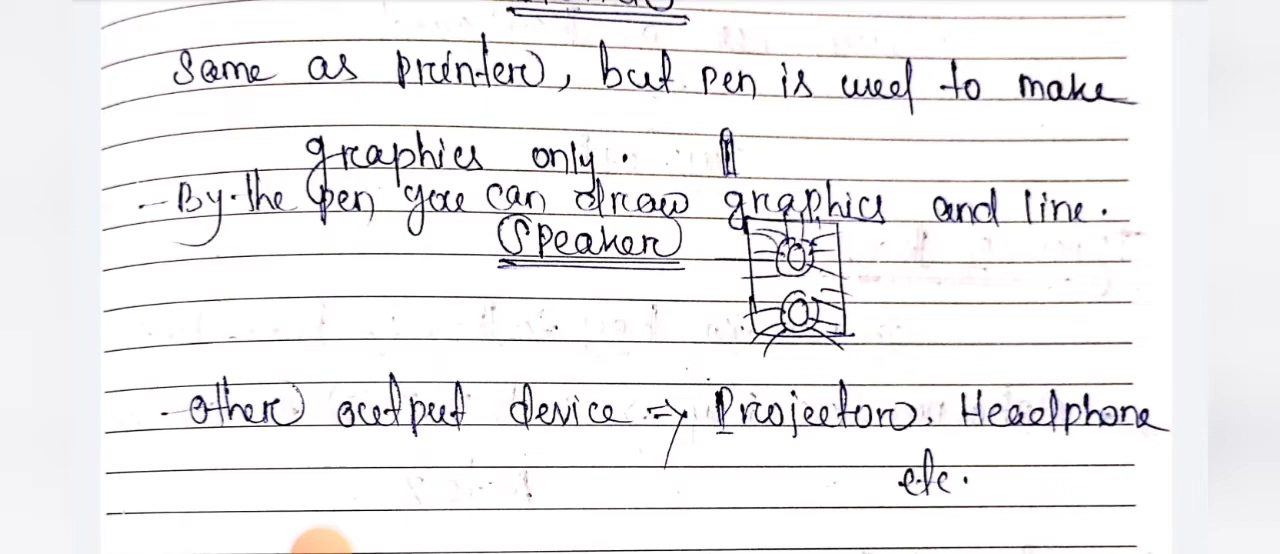 Same as printer, but pen is used to make
graphics only.
- By the pen you can draw graphics and line.
Speaker
- Other output device => Projector, Headphone
etc.